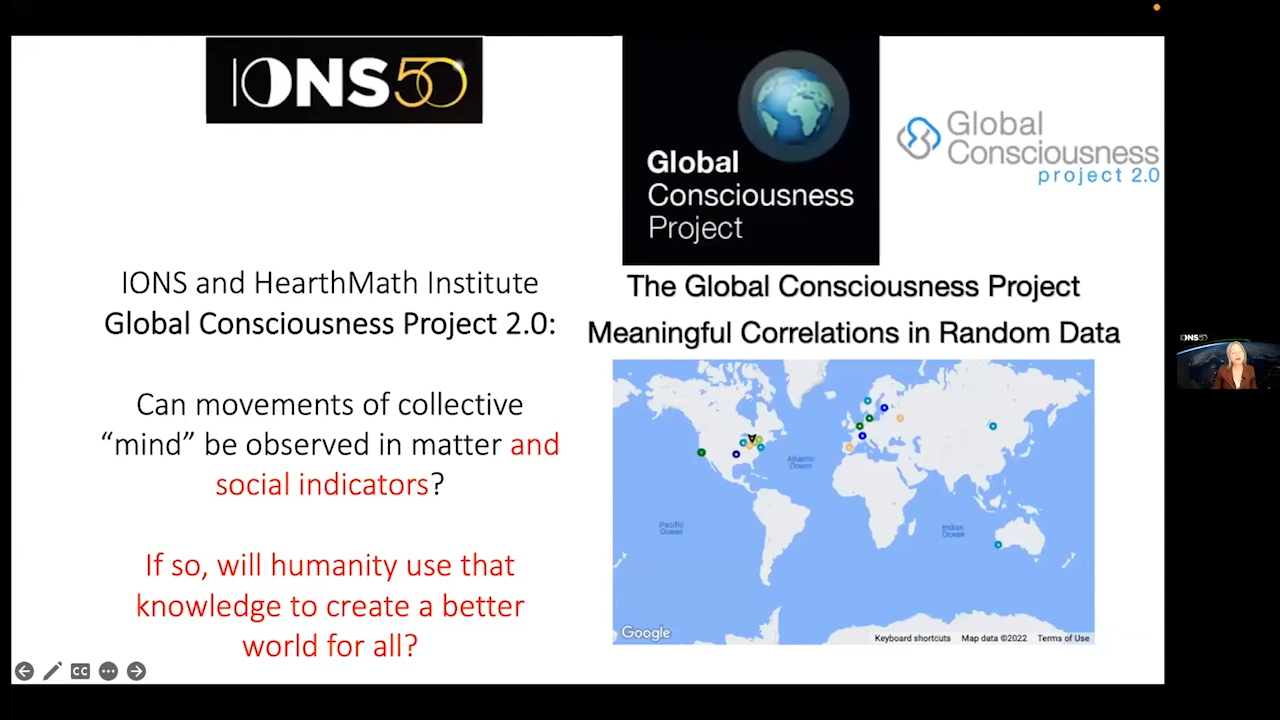 IONS 50
Global
Consciousness
Project
Global
Consciousness
project 2.0
IONS and HearthMath Institute
Global Consciousness Project 2.0:
Can movements of collective
“mind” be observed in matter and
social indicators?
If so, will humanity use that
knowledge to create a better
world for all?
The Global Consciousness Project
Meaningful Correlations in Random Data
Atlantic
Ocean
Pacific
Ocean
Indian
Ocean
Google
Keyboard shortcuts Map data ©2022 Terms of Use
CC
IONS50